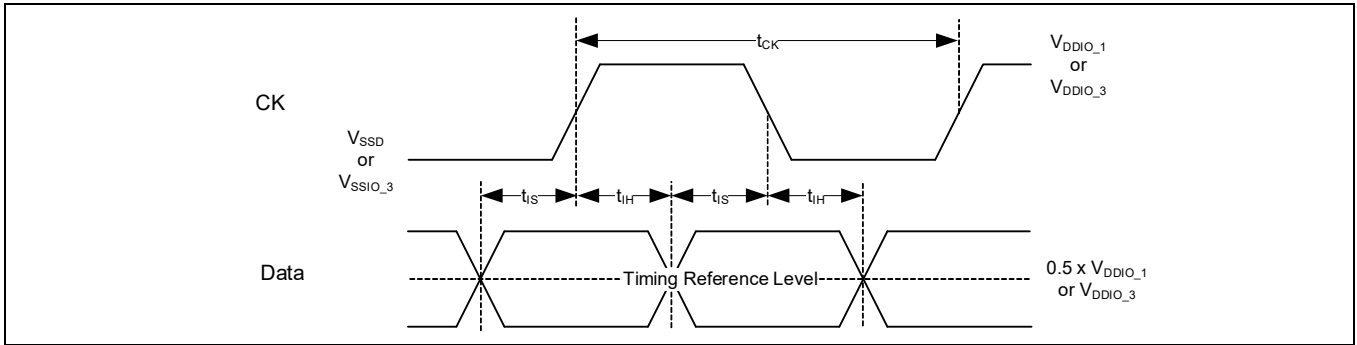 tCK
VDDIO_1
or
VDDIO_3
CK
VSSD
or
VSSIO_3
tIS tIH tIS tIH
Data
Timing Reference Level
0.5 x VDDIO_1
or VDDIO_3